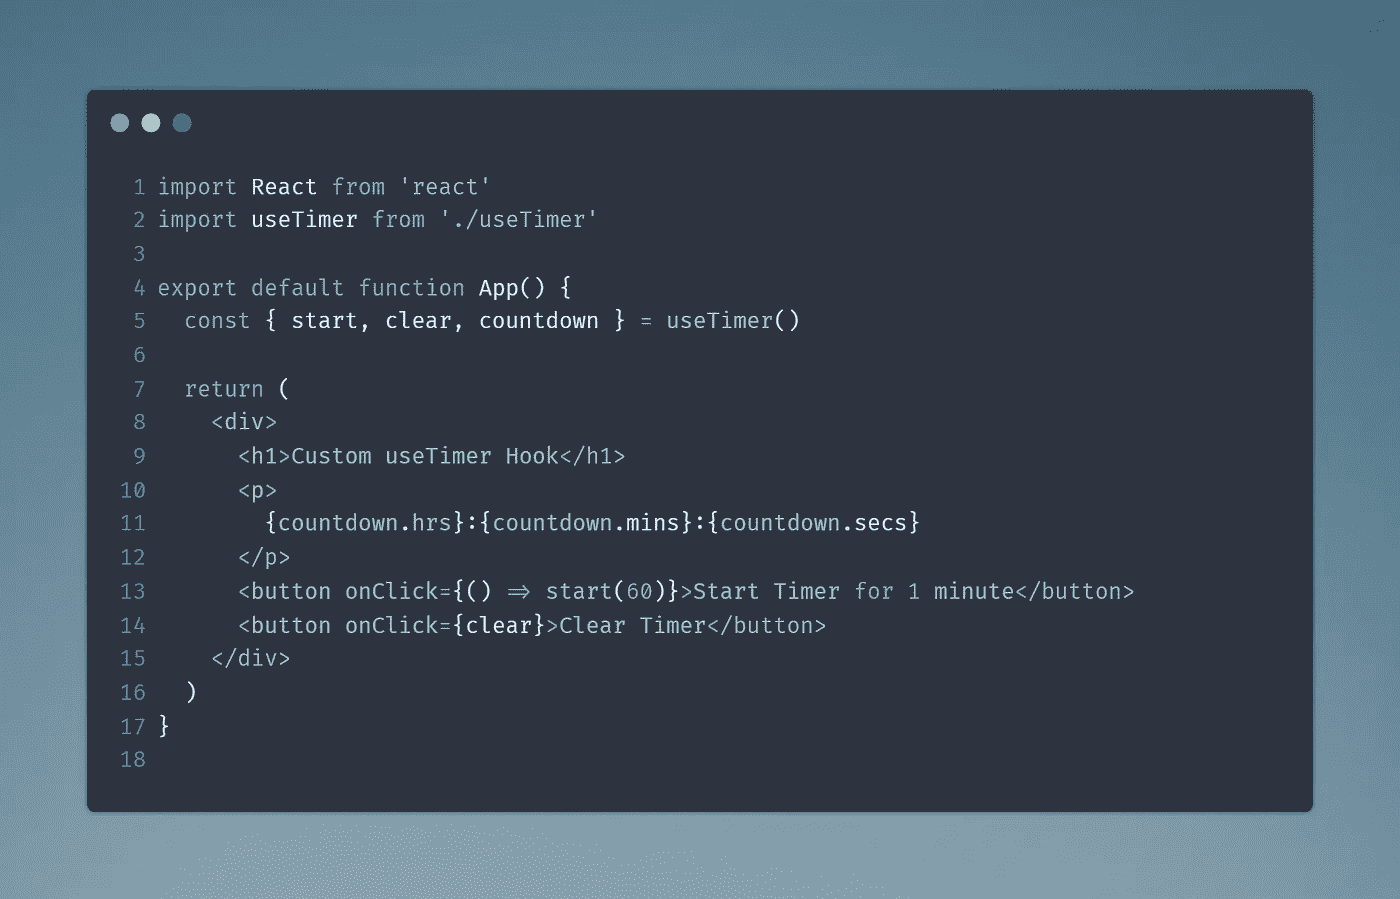 1 import React from 'react'
2 import useTimer from './useTimer'
3
4 export default function App() {
5   const { start, clear, countdown } = useTimer()
6
7   return (
8     <div>
9       <h1>Custom useTimer Hook</h1>
10       <p>
11         {countdown.hrs}:{countdown.mins}:{countdown.secs}
12       </p>
13       <button onClick={() => start(60)}>Start Timer for 1 minute</button>
14       <button onClick={clear}>Clear Timer</button>
15     </div>
16   )
17 }
18